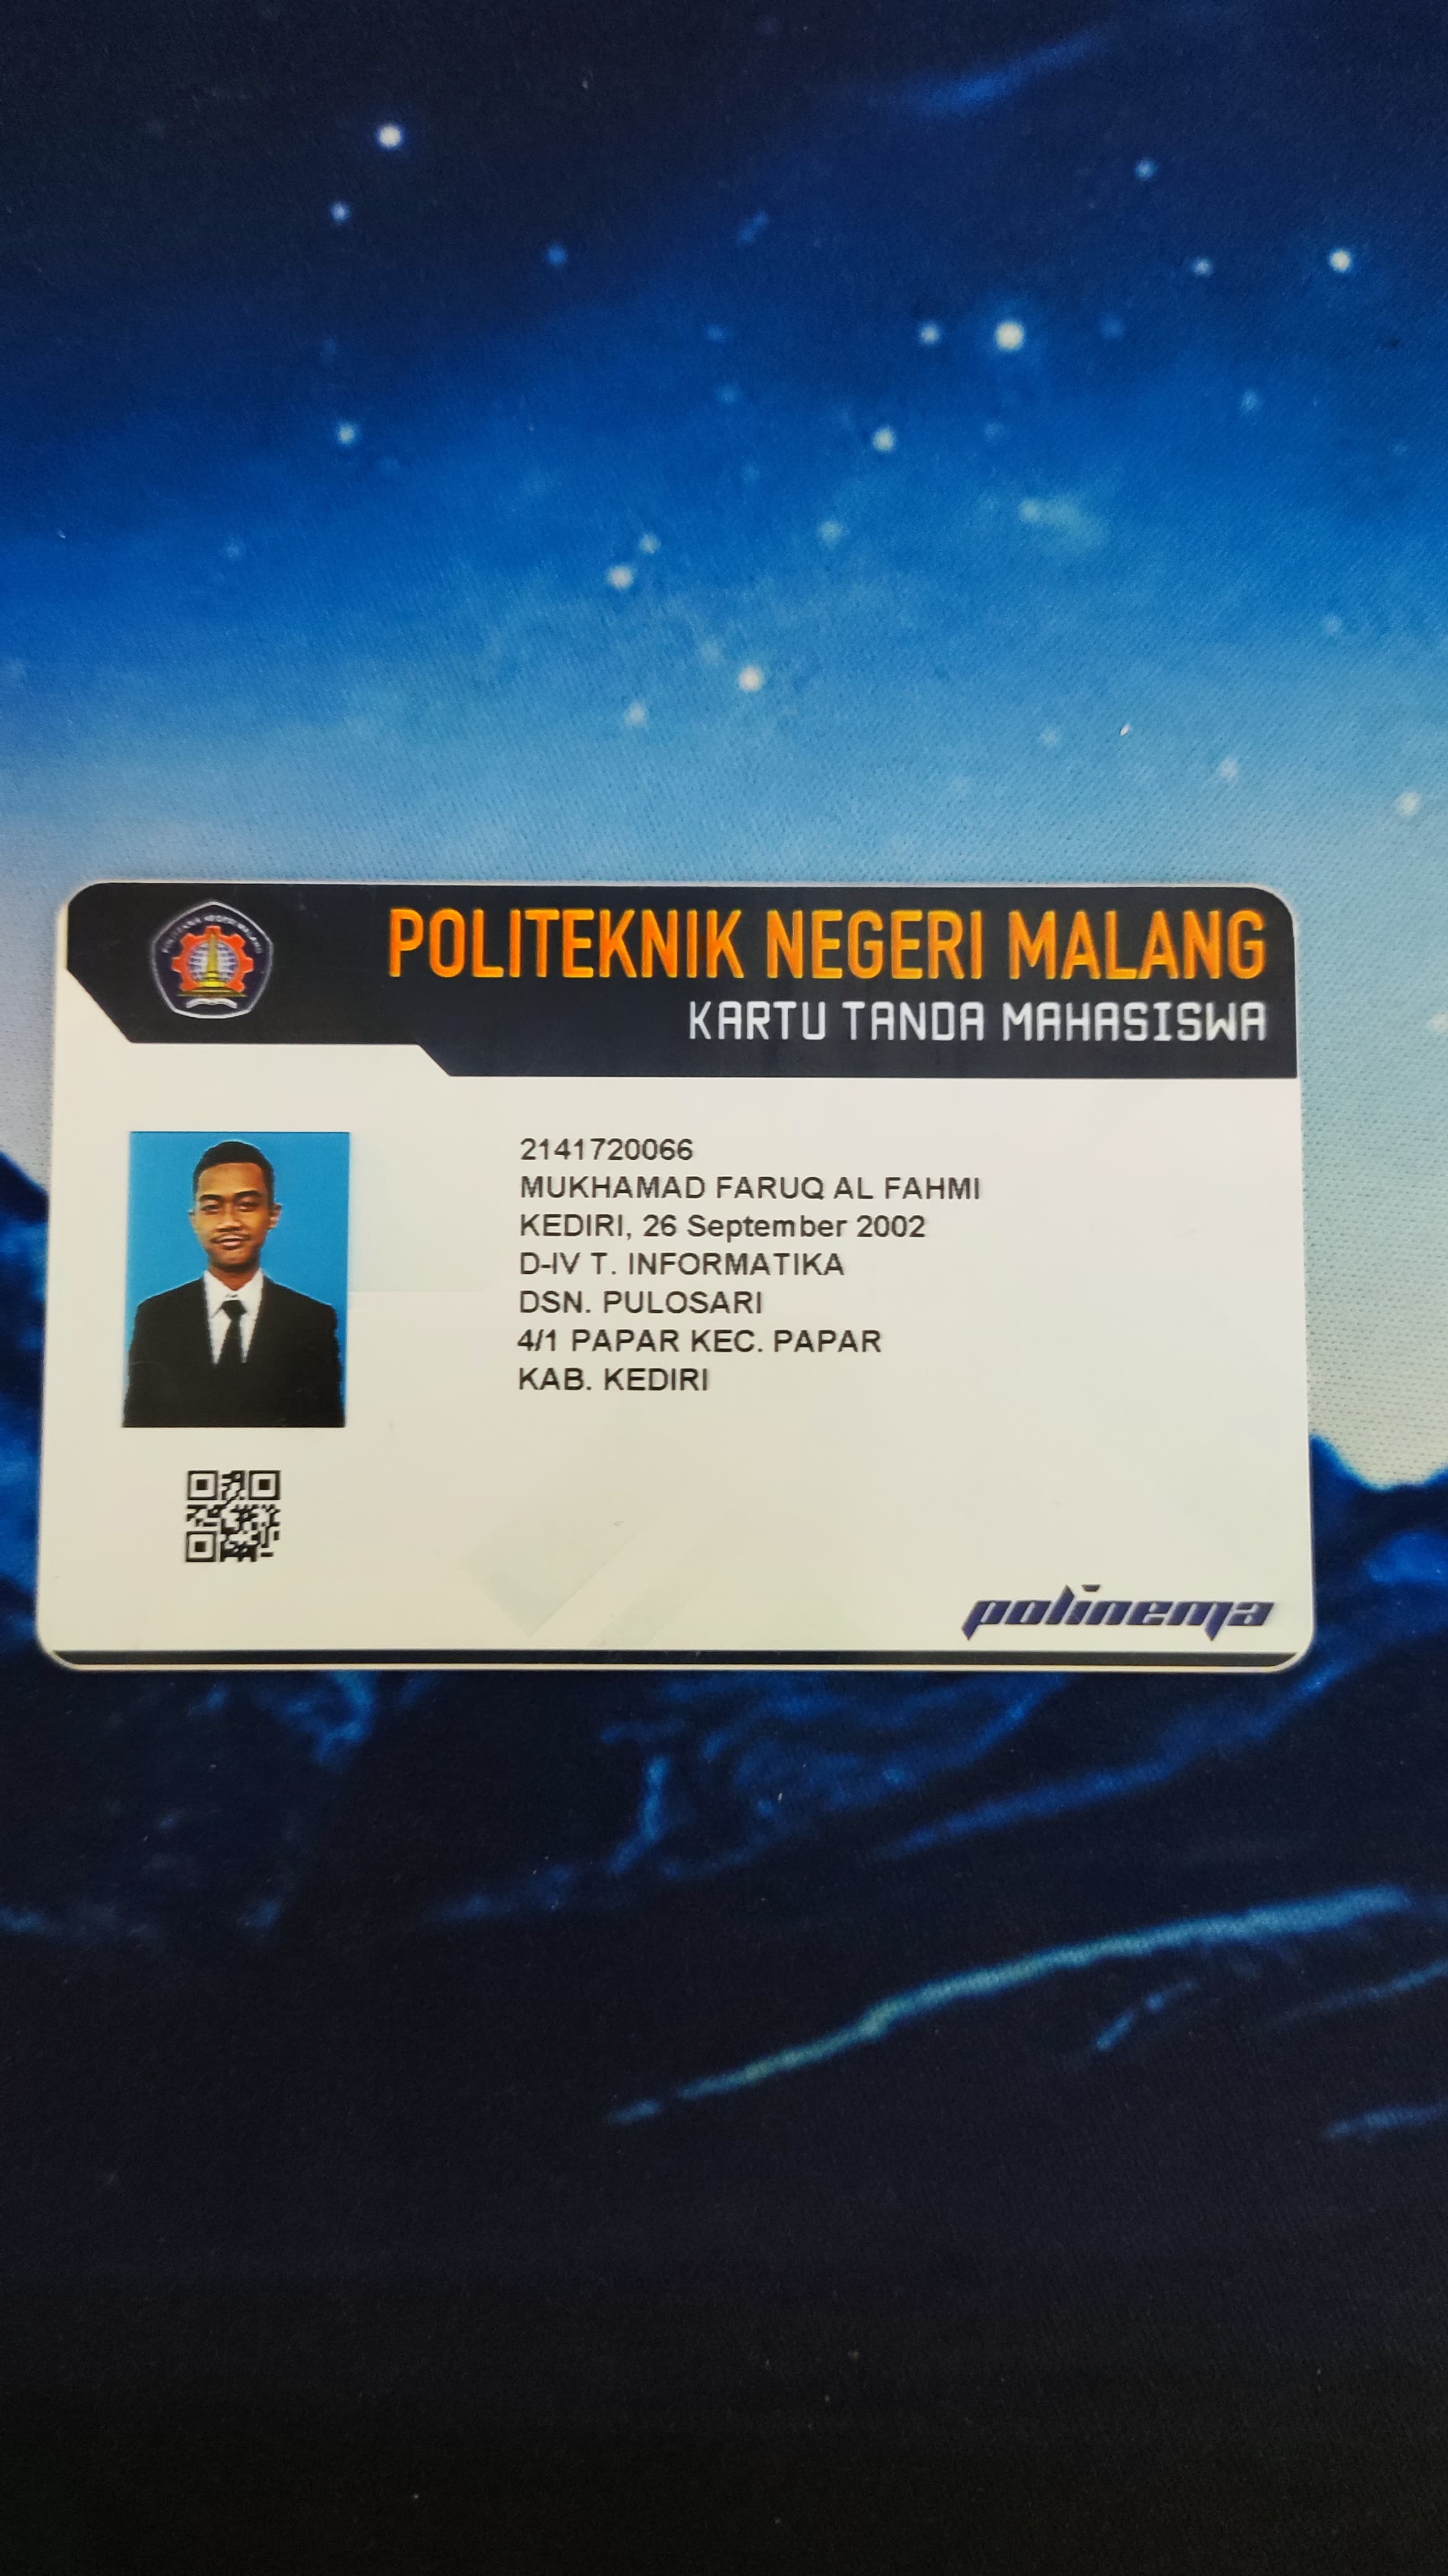 POLITEKNIK NEGERI MALANG
KARTU TANDA MAHASISWA
2141720066
MUKHAMAD FARUQ AL FAHMI
KEDIRI, 26 September 2002
D-IV T. INFORMATIKA
DSN. PULOSARI
4/1 PAPAR KEC. PAPAR
KAB. KEDIRI
polinema